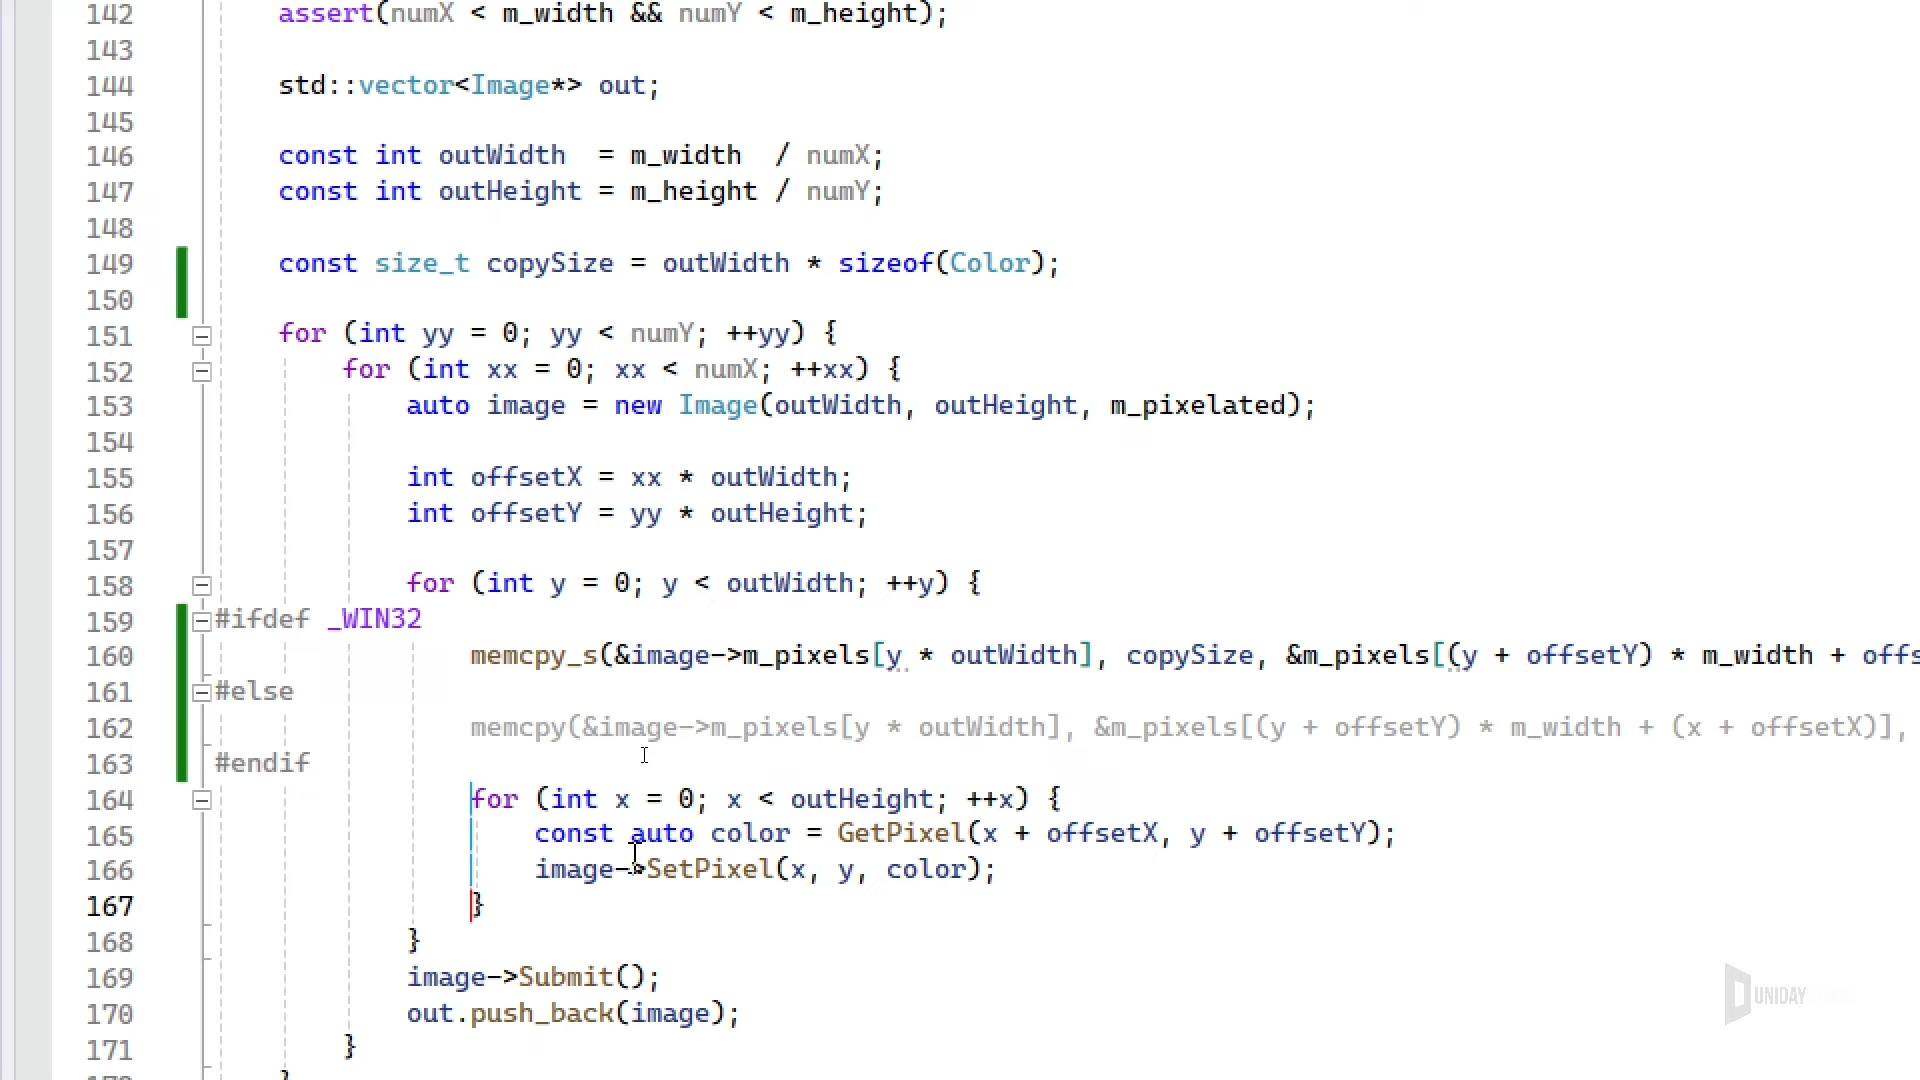 142 assert(numX < m_width && numY < m_height);
143
144 std::vector<Image*> out;
145
146 const int outWidth  = m_width  / numX;
147 const int outHeight = m_height / numY;
148
149 const size_t copySize = outWidth * sizeof(Color);
150
151 for (int yy = 0; yy < numY; ++yy) {
152 for (int xx = 0; xx < numX; ++xx) {
153 auto image = new Image(outWidth, outHeight, m_pixelated);
154
155 int offsetX = xx * outWidth;
156 int offsetY = yy * outHeight;
157
158 for (int y = 0; y < outWidth; ++y) {
159 #ifdef _WIN32
160 memcpy_s(&image->m_pixels[y * outWidth], copySize, &m_pixels[(y + offsetY) * m_width + offs
161 #else
162 memcpy(&image->m_pixels[y * outWidth], &m_pixels[(y + offsetY) * m_width + (x + offsetX)],
163 #endif
164 for (int x = 0; x < outHeight; ++x) {
165 const auto color = GetPixel(x + offsetX, y + offsetY);
166 image->SetPixel(x, y, color);
167 }
168 }
169 image->Submit();
170 out.push_back(image);
171 }
UNIDAY